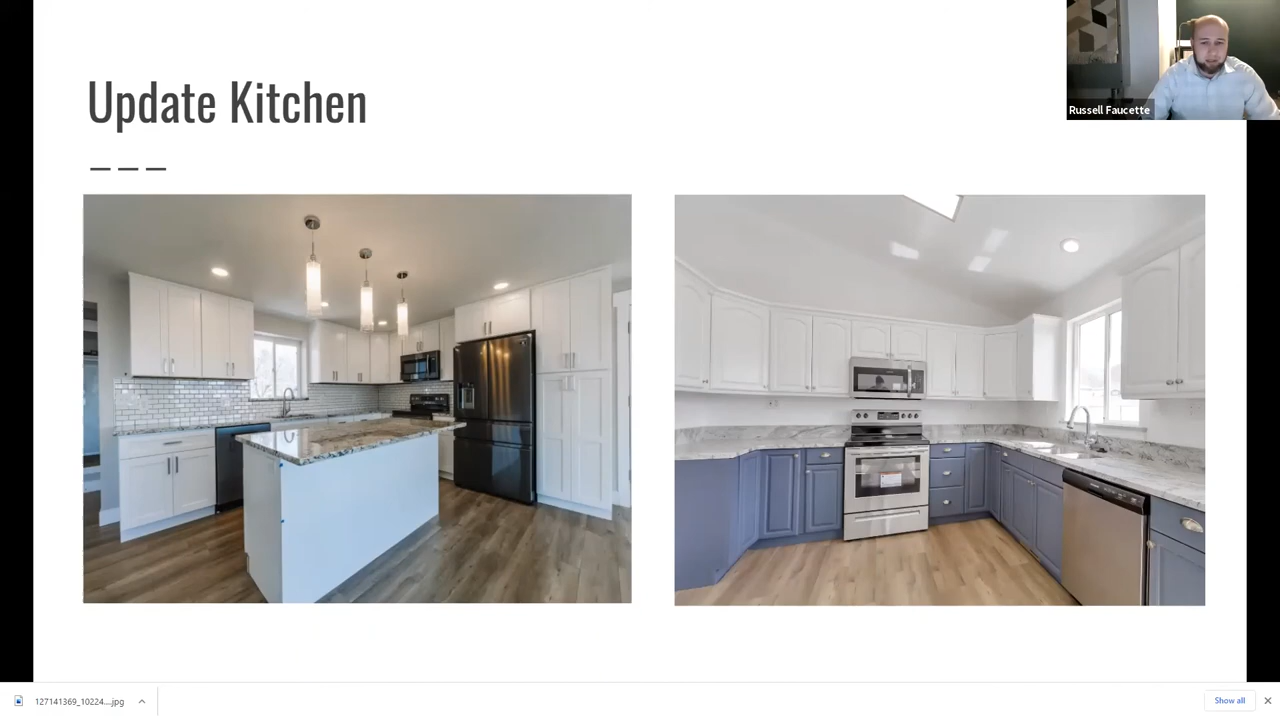 Update Kitchen
Russell Faucette
127141369_10224....jpg
Show all